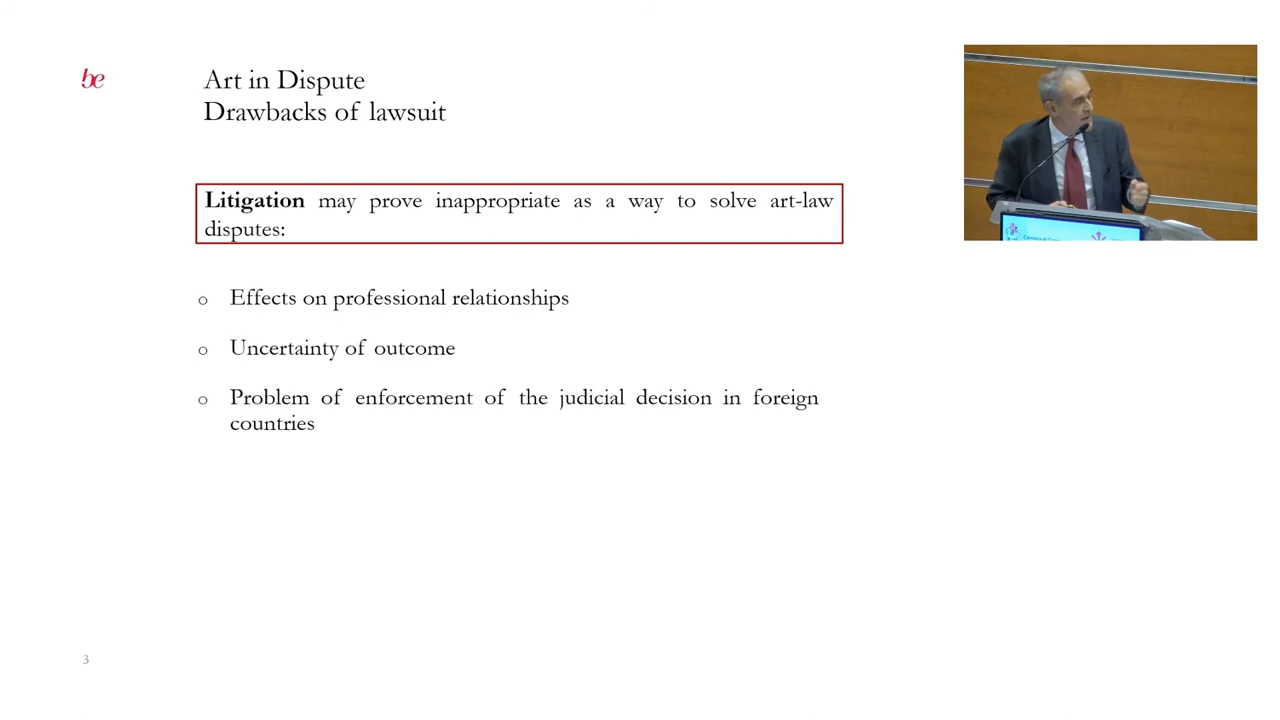 be
Art in Dispute
Drawbacks of lawsuit
Litigation may prove inappropriate as a way to solve art-law
disputes:
o Effects on professional relationships
o Uncertainty of outcome
o Problem of enforcement of the judicial decision in foreign
countries
3